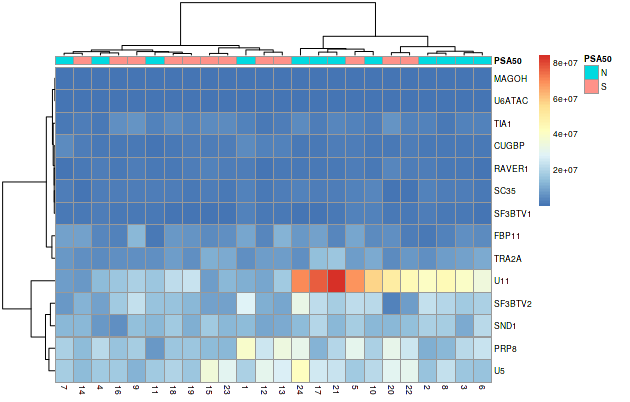 PSA50
PSA50
8e+07
6e+07
4e+07
2e+07
N
S
MAGOH
U6ATAC
TIA1
CUGBP
RAVER1
SC35
SF3BTV1
FBP11
TRA2A
U11
SF3BTV2
SND1
PRP8
U5
7 14 4 16 9 11 18 19 15 23 1 12 13 24 17 21 5 10 20 22 2 8 3 6